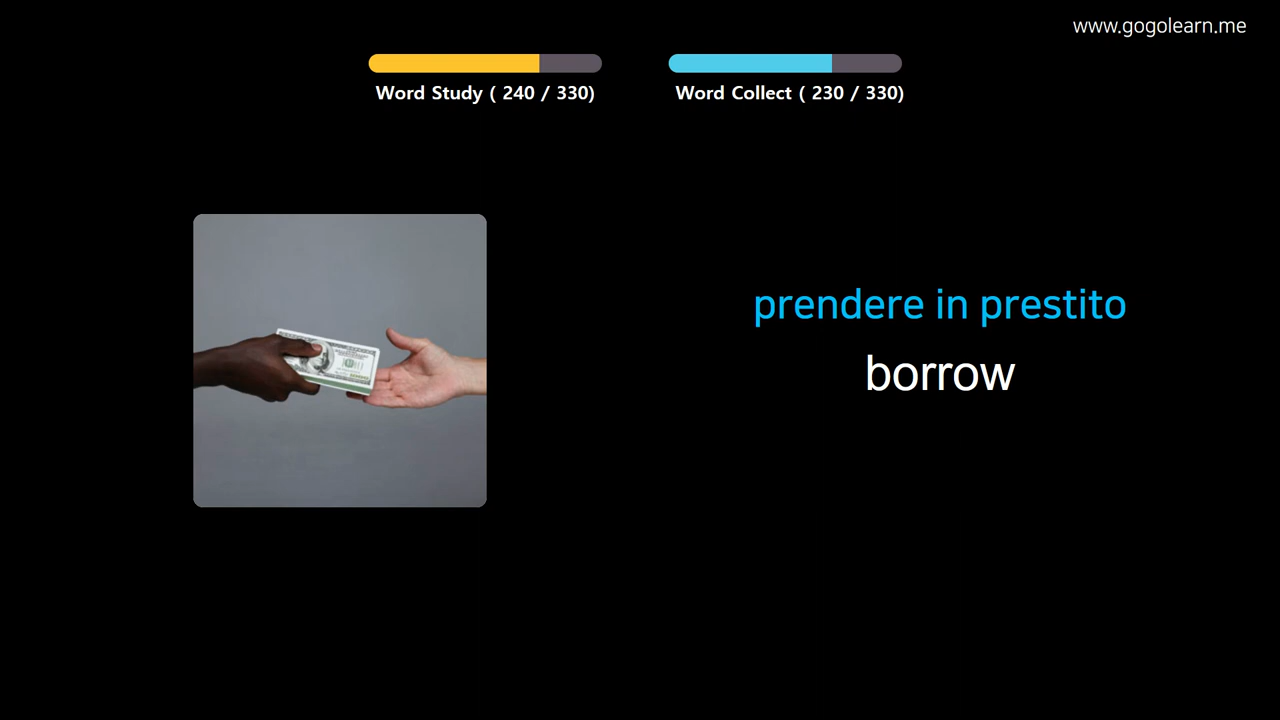 www.gogolearn.me
Word Study ( 240 / 330)
Word Collect ( 230 / 330)
prendere in prestito
borrow